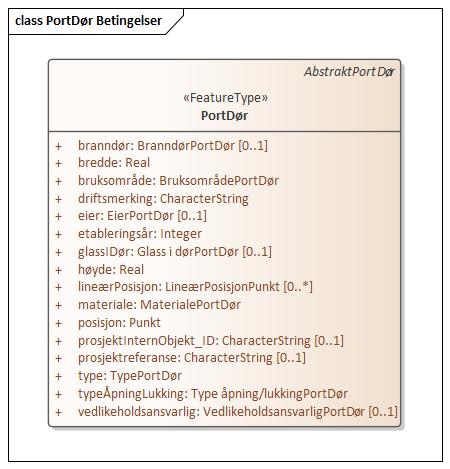 class PortDør Betingelser
AbstraktPortDør
«FeatureType»
PortDør
+ branndør: BranndørPortDør [0..1]
+ bredde: Real
+ bruksområde: BruksområdePortDør
+ driftsmerking: CharacterString
+ eier: EierPortDør [0..1]
+ etableringsår: Integer
+ glassIDør: Glass i dørPortDør [0..1]
+ høyde: Real
+ lineærPosisjon: LineærPosisjonPunkt [0..*]
+ materiale: MaterialePortDør
+ posisjon: Punkt
+ prosjektInternObjekt_ID: CharacterString [0..1]
+ prosjektreferanse: CharacterString [0..1]
+ type: TypePortDør
+ typeÅpningLukking: Type åpning/lukkingPortDør
+ vedlikeholdsansvarlig: VedlikeholdsansvarligPortDør [0..1]